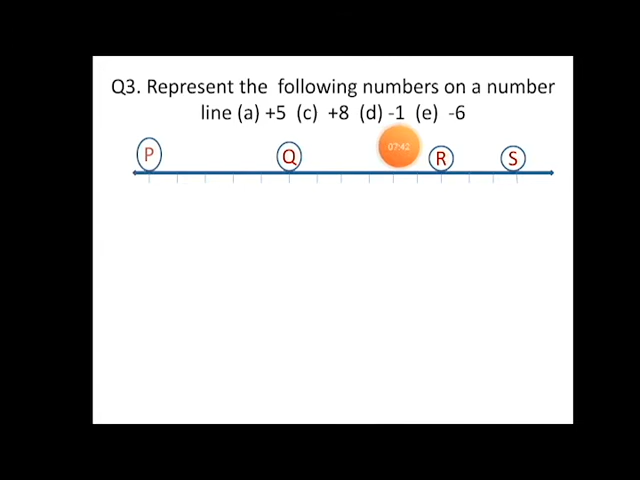 Q3. Represent the following numbers on a number
line (a) +5 (c) +8 (d) -1 (e) -6
07:42
P Q R S